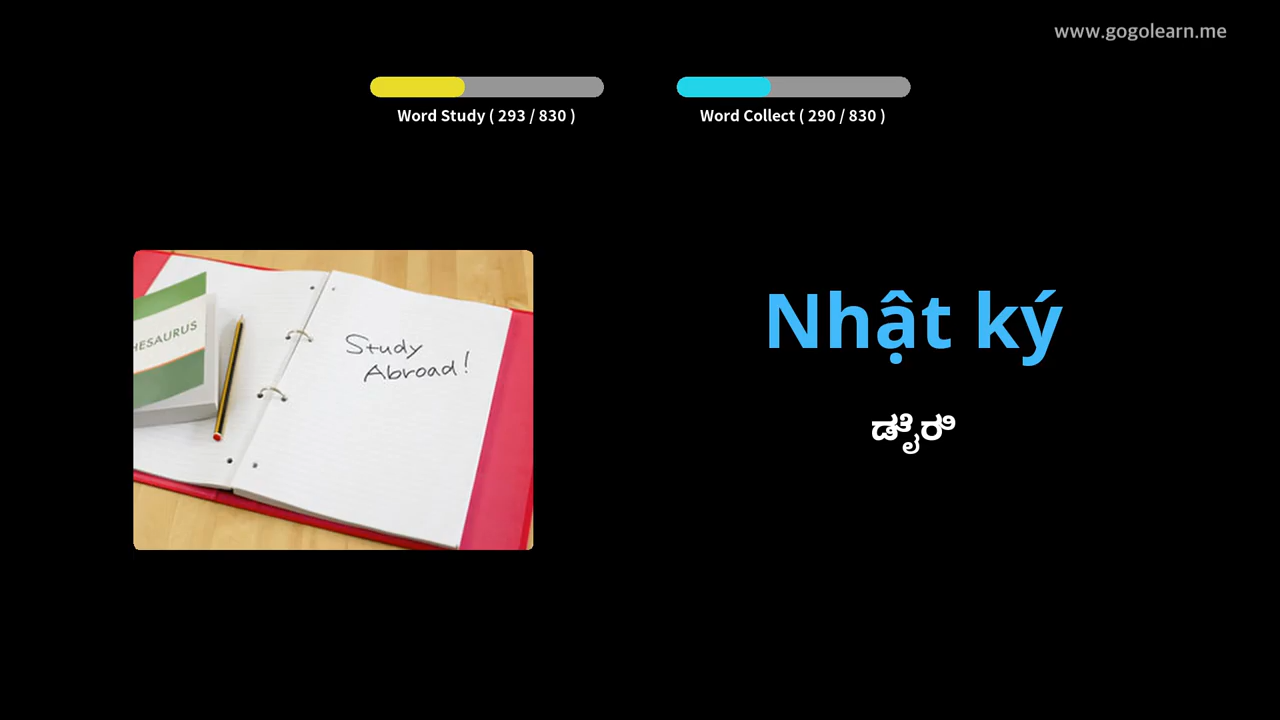 www.gogolearn.me
Word Study ( 293 / 830 )
Word Collect ( 290 / 830 )
HESAURUS
Study
Abroad!
Nhật ký
ಡೈರಿ